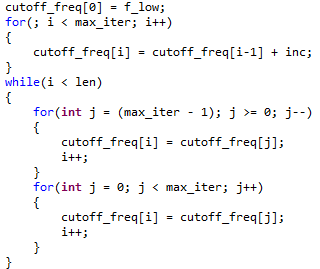 cutoff_freq[0] = f_low;
for(; i < max_iter; i++)
{
    cutoff_freq[i] = cutoff_freq[i-1] + inc;
}
while(i < len)
{
    for(int j = (max_iter - 1); j >= 0; j--)
    {
        cutoff_freq[i] = cutoff_freq[j];
        i++;
    }
    for(int j = 0; j < max_iter; j++)
    {
        cutoff_freq[i] = cutoff_freq[j];
        i++;
    }
}